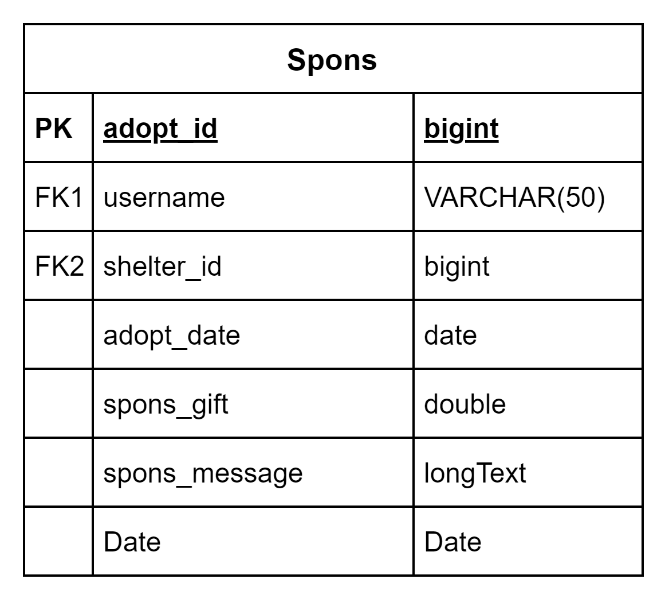 Spons
PK adopt_id bigint
FK1 username VARCHAR(50)
FK2 shelter_id bigint
adopt_date date
spons_gift double
spons_message longText
Date Date